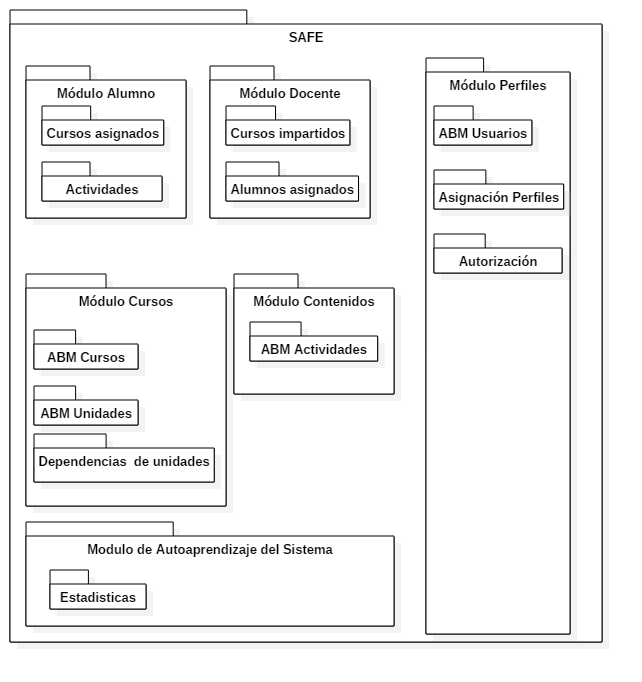 SAFE
Módulo Alumno
Cursos asignados
Actividades
Módulo Docente
Cursos impartidos
Alumnos asignados
Módulo Perfiles
ABM Usuarios
Asignación Perfiles
Autorización
Módulo Cursos
ABM Cursos
ABM Unidades
Dependencias de unidades
Módulo Contenidos
ABM Actividades
Modulo de Autoaprendizaje del Sistema
Estadisticas